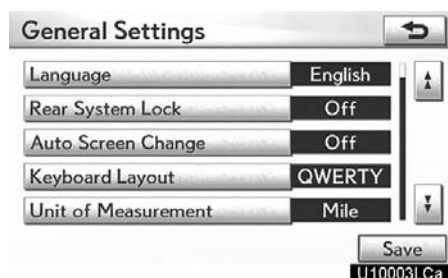 General Settings
Language English
Rear System Lock Off
Auto Screen Change Off
Keyboard Layout QWERTY
Unit of Measurement Mile
Save
U10003LCa